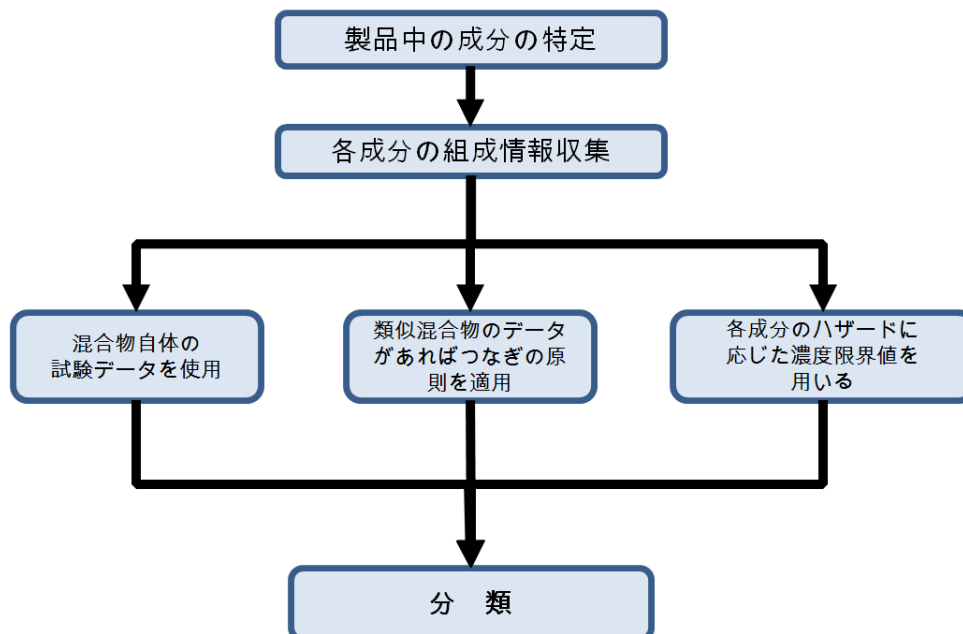 製品中の成分の特定
各成分の組成情報収集
混合物自体の
試験データを使用
類似混合物のデータ
があればつなぎの原
則を適用
各成分のハザードに
応じた濃度限界値を
用いる
分　類